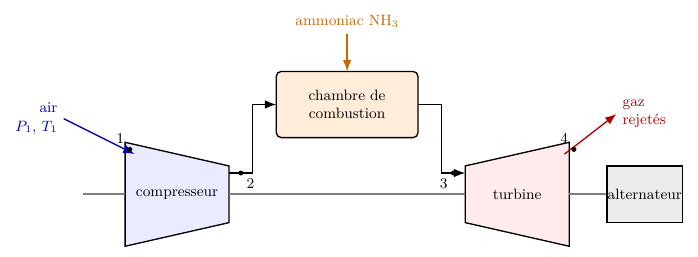 ammoniac NH₃
chambre de
combustion
air
P₁, T₁
gaz
rejetés
1
4
2
3
compresseur
turbine
alternateur